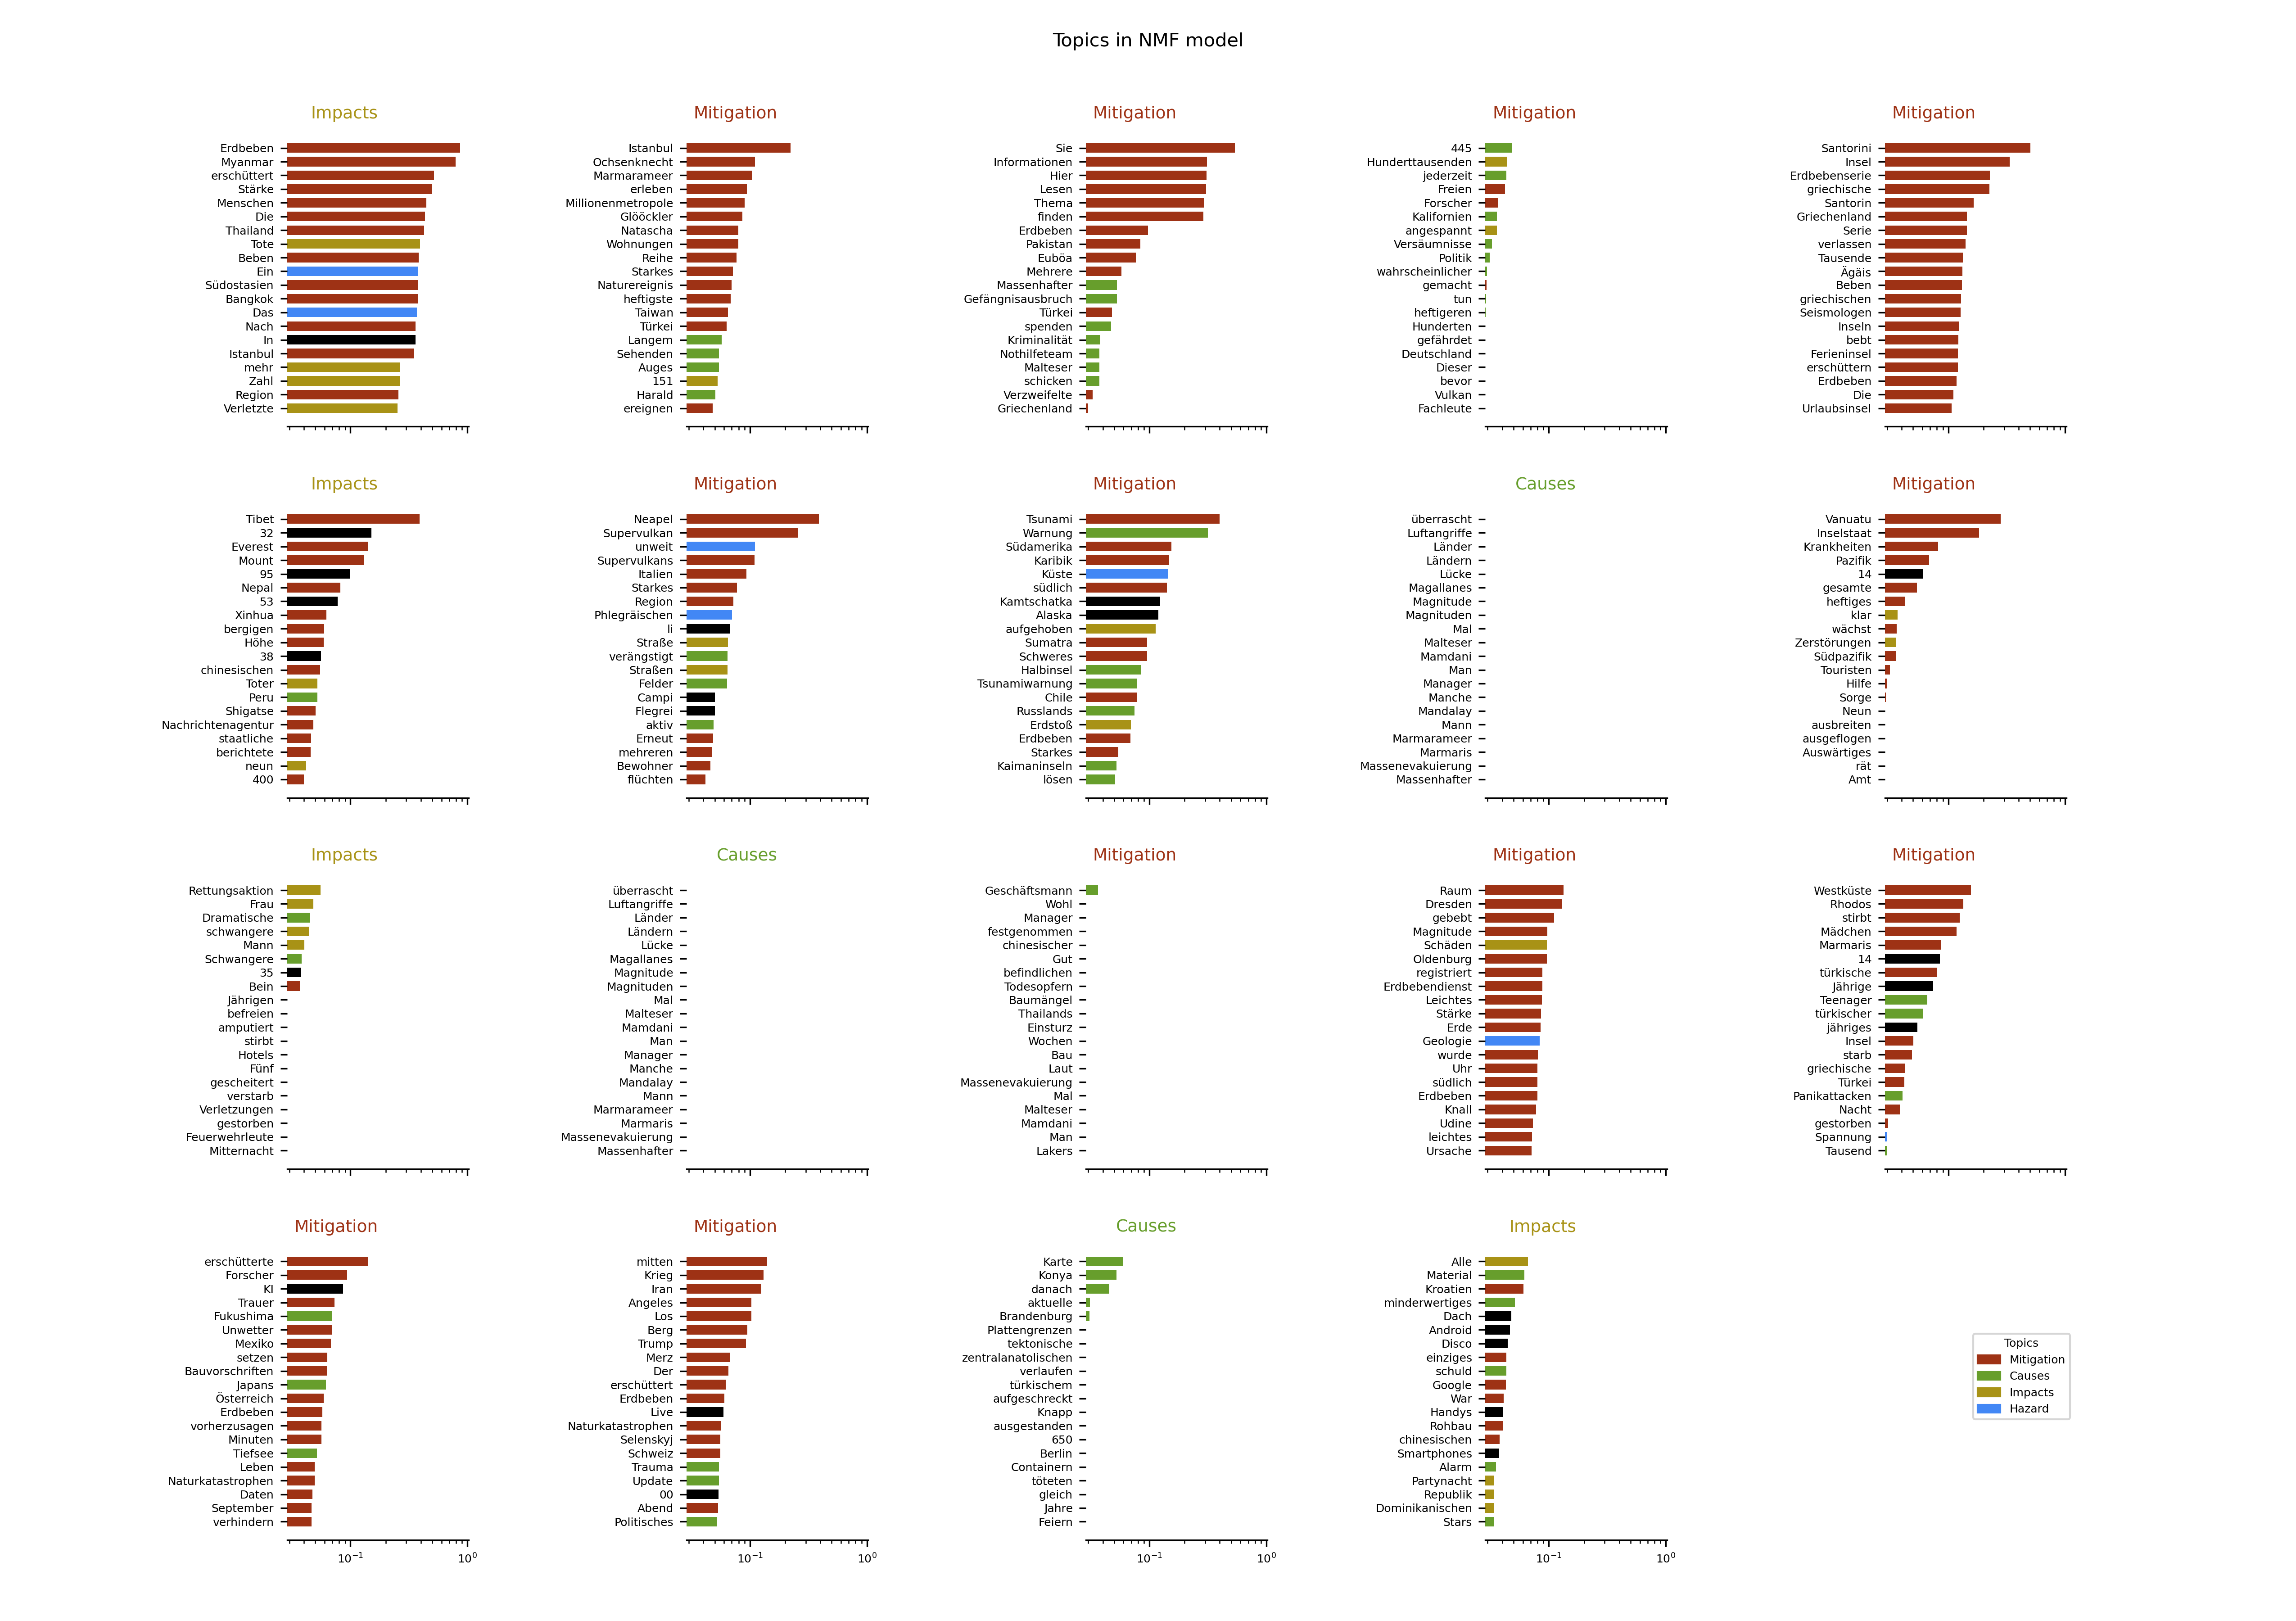 Topics in NMF model
Impacts
Erdbeben
Myanmar
erschüttert
Stärke
Menschen
Die
Thailand
Tote
Beben
Ein
Südostasien
Bangkok
Das
Nach
In
Istanbul
mehr
Zahl
Region
Verletzte
Mitigation
Istanbul
Ochsenknecht
Marmarameer
erleben
Millionenmetropole
Glööckler
Natascha
Wohnungen
Reihe
Starkes
Naturereignis
heftigste
Taiwan
Türkei
Langem
Sehenden
Auges
151
Harald
ereignen
Mitigation
Sie
Informationen
Hier
Lesen
Thema
finden
Erdbeben
Pakistan
Euböa
Mehrere
Massenhafter
Gefängnisausbruch
Türkei
spenden
Kriminalität
Nothilfeteam
Malteser
schicken
Verzweifelte
Griechenland
Mitigation
445
Hunderttausenden
jederzeit
Freien
Forscher
Kalifornien
angespannt
Versäumnisse
Politik
wahrscheinlicher
gemacht
tun
heftigeren
Hunderten
gefährdet
Deutschland
Dieser
bevor
Vulkan
Fachleute
Mitigation
Santorini
Insel
Erdbebenserie
griechische
Santorin
Griechenland
Serie
verlassen
Tausende
Ägäis
Beben
griechischen
Seismologen
Inseln
bebt
Ferieninsel
erschüttern
Erdbeben
Die
Urlaubsinsel
Impacts
Tibet
32
Everest
Mount
95
Nepal
53
Xinhua
bergigen
Höhe
38
chinesischen
Toter
Peru
Shigatse
Nachrichtenagentur
staatliche
berichtete
neun
400
Mitigation
Neapel
Supervulkan
unweit
Supervulkans
Italien
Starkes
Region
Phlegräischen
li
Straße
verängstigt
Straßen
Felder
Campi
Flegrei
aktiv
Erneut
mehreren
Bewohner
flüchten
Mitigation
Tsunami
Warnung
Südamerika
Karibik
Küste
südlich
Kamtschatka
Alaska
aufgehoben
Sumatra
Schweres
Halbinsel
Tsunamiwarnung
Chile
Russlands
Erdstoß
Erdbeben
Starkes
Kaimaninseln
lösen
Causes
überrascht
Luftangriffe
Länder
Ländern
Lücke
Magallanes
Magnitude
Magnituden
Mal
Malteser
Mamdani
Man
Manager
Manche
Mandalay
Mann
Marmarameer
Marmaris
Massenevakuierung
Massenhafter
Mitigation
Vanuatu
Inselstaat
Krankheiten
Pazifik
14
gesamte
heftiges
klar
wächst
Zerstörungen
Südpazifik
Touristen
Hilfe
Sorge
Neun
ausbreiten
ausgeflogen
Auswärtiges
rät
Amt
Impacts
Rettungsaktion
Frau
Dramatische
schwangere
Mann
Schwangere
35
Bein
Jährigen
befreien
amputiert
stirbt
Hotels
Fünf
gescheitert
verstarb
Verletzungen
gestorben
Feuerwehrleute
Mitternacht
Causes
überrascht
Luftangriffe
Länder
Ländern
Lücke
Magallanes
Magnitude
Magnituden
Mal
Malteser
Mamdani
Man
Manager
Manche
Mandalay
Mann
Marmarameer
Marmaris
Massenevakuierung
Massenhafter
Mitigation
Geschäftsmann
Wohl
Manager
festgenommen
chinesischer
Gut
befindlichen
Todesopfern
Baumängel
Thailands
Einsturz
Wochen
Bau
Laut
Massenevakuierung
Mal
Malteser
Mamdani
Man
Lakers
Mitigation
Raum
Dresden
gebebt
Magnitude
Schäden
Oldenburg
registriert
Erdbebendienst
Leichtes
Stärke
Erde
Geologie
wurde
Uhr
südlich
Erdbeben
Knall
Udine
leichtes
Ursache
Mitigation
Westküste
Rhodos
stirbt
Mädchen
Marmaris
14
türkische
Jährige
Teenager
türkischer
jähriges
Insel
starb
griechische
Türkei
Panikattacken
Nacht
gestorben
Spannung
Tausend
Mitigation
erschütterte
Forscher
KI
Trauer
Fukushima
Unwetter
Mexiko
setzen
Bauvorschriften
Japans
Österreich
Erdbeben
vorherzusagen
Minuten
Tiefsee
Leben
Naturkatastrophen
Daten
September
verhindern
10⁻¹ 10⁰
Mitigation
mitten
Krieg
Iran
Angeles
Los
Berg
Trump
Merz
Der
erschüttert
Erdbeben
Live
Naturkatastrophen
Selenskyj
Schweiz
Trauma
Update
00
Abend
Politisches
10⁻¹ 10⁰
Causes
Karte
Konya
danach
aktuelle
Brandenburg
Plattengrenzen
tektonische
zentralanatolischen
verlaufen
türkischem
aufgeschreckt
Knapp
ausgestanden
650
Berlin
Containern
töteten
gleich
Jahre
Feiern
10⁻¹ 10⁰
Impacts
Alle
Material
Kroatien
minderwertiges
Dach
Android
Disco
einziges
schuld
Google
War
Handys
Rohbau
chinesischen
Smartphones
Alarm
Partynacht
Republik
Dominikanischen
Stars
10⁻¹ 10⁰
Topics
Mitigation
Causes
Impacts
Hazard